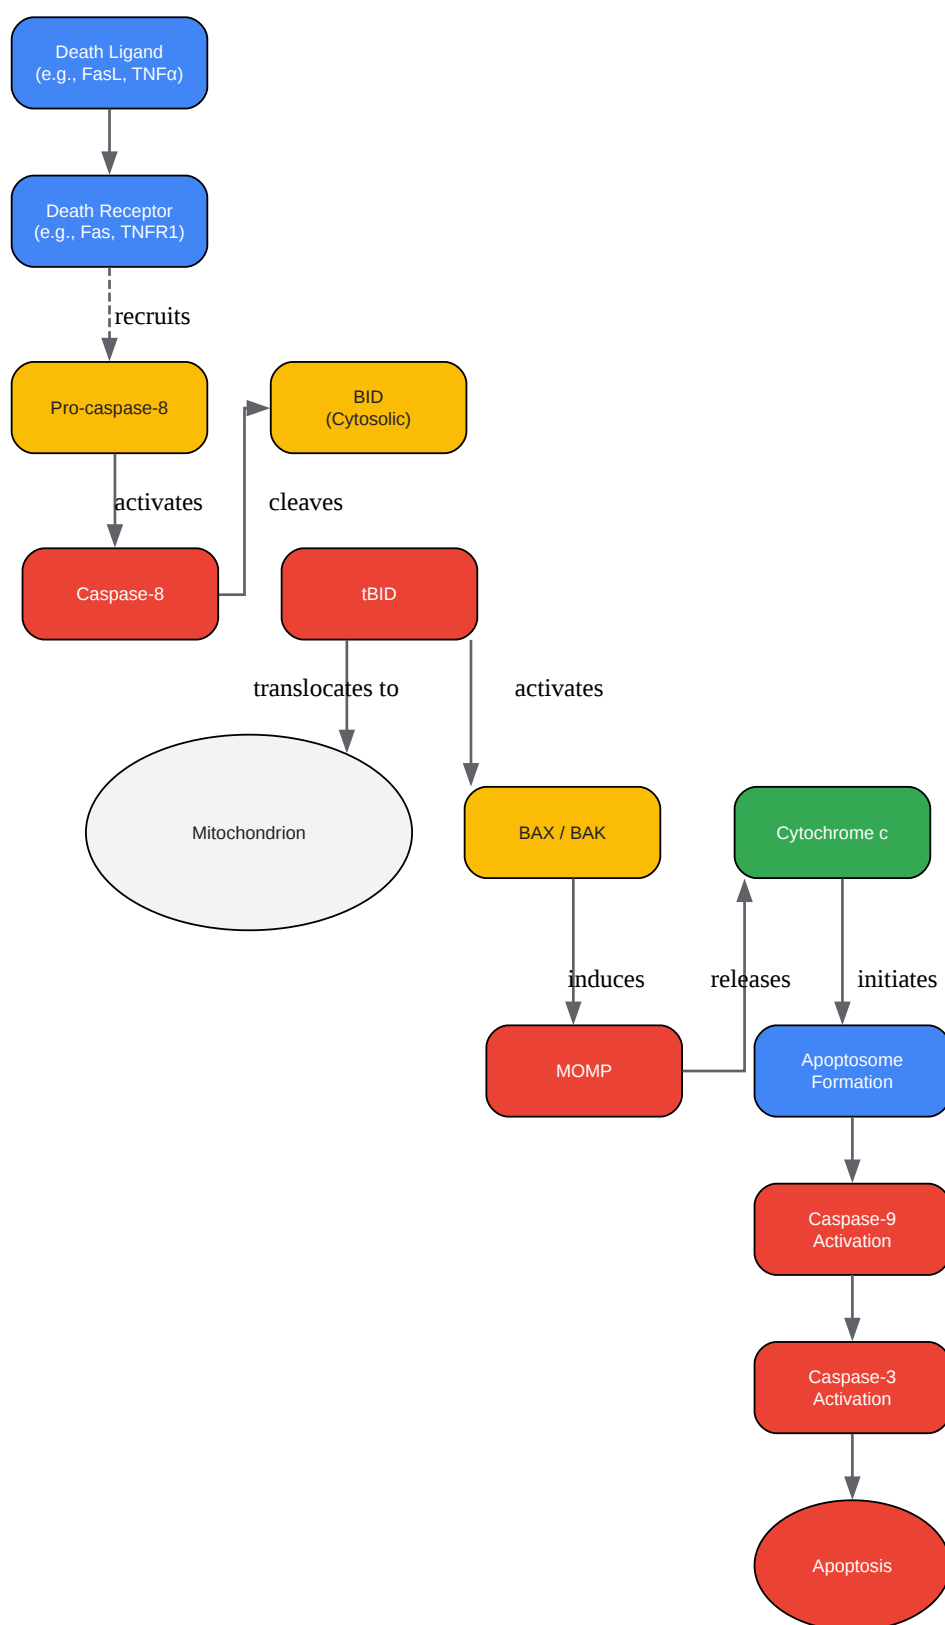 Death Ligand
(e.g., FasL, TNFα)
Death Receptor
(e.g., Fas, TNFR1)
recruits
Pro-caspase-8
BID
(Cytosolic)
activates
cleaves
Caspase-8
tBID
translocates to
activates
Mitochondrion
BAX / BAK
Cytochrome c
induces
releases
initiates
MOMP
Apoptosome
Formation
Caspase-9
Activation
Caspase-3
Activation
Apoptosis